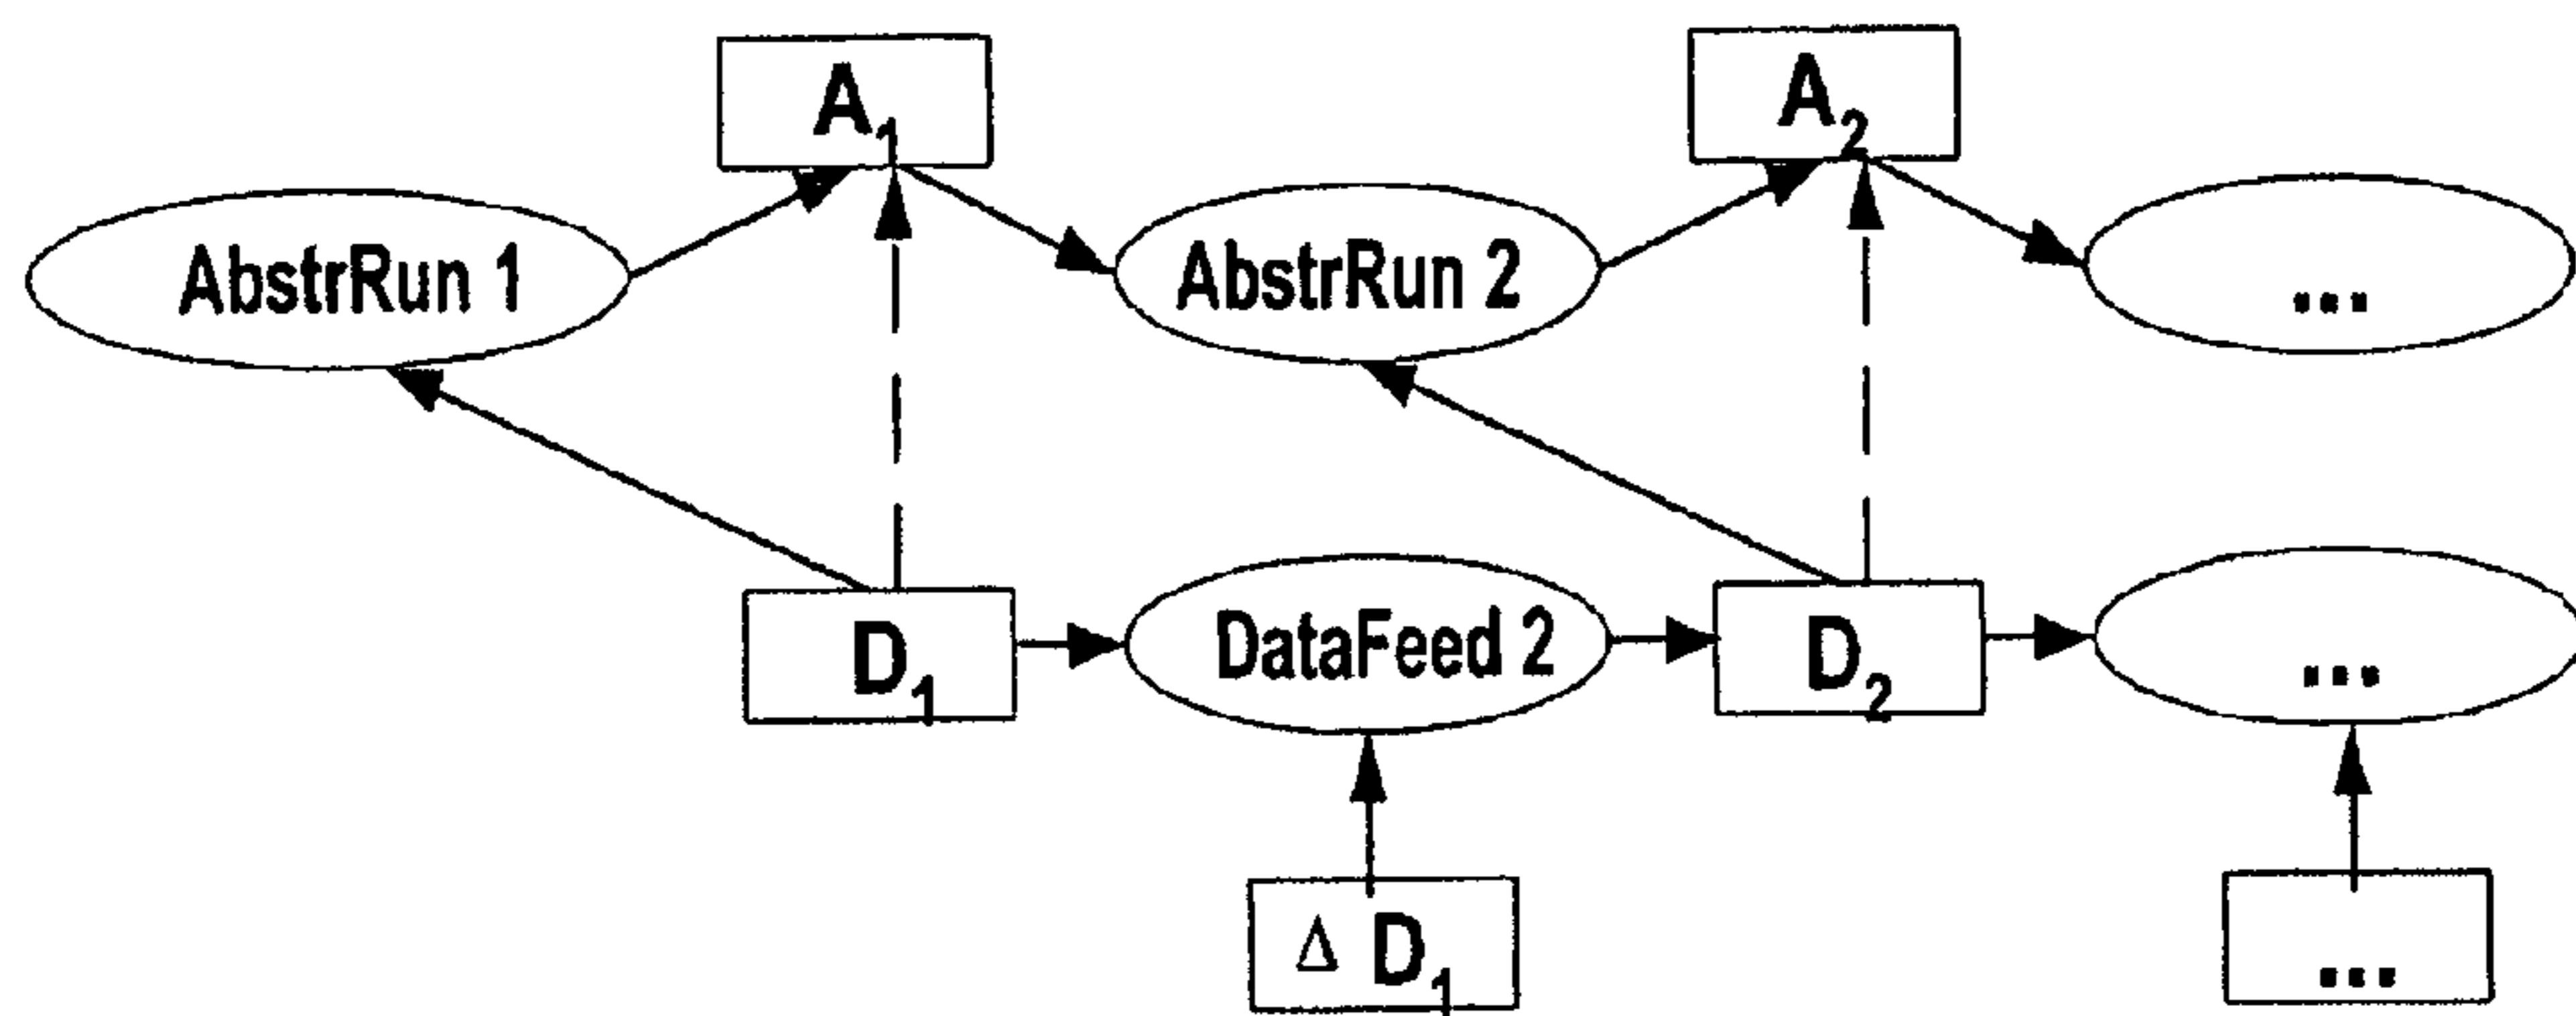 A₁
A₂
AbstrRun 1
AbstrRun 2
...
D₁
DataFeed 2
D₂
...
Δ D₁
...